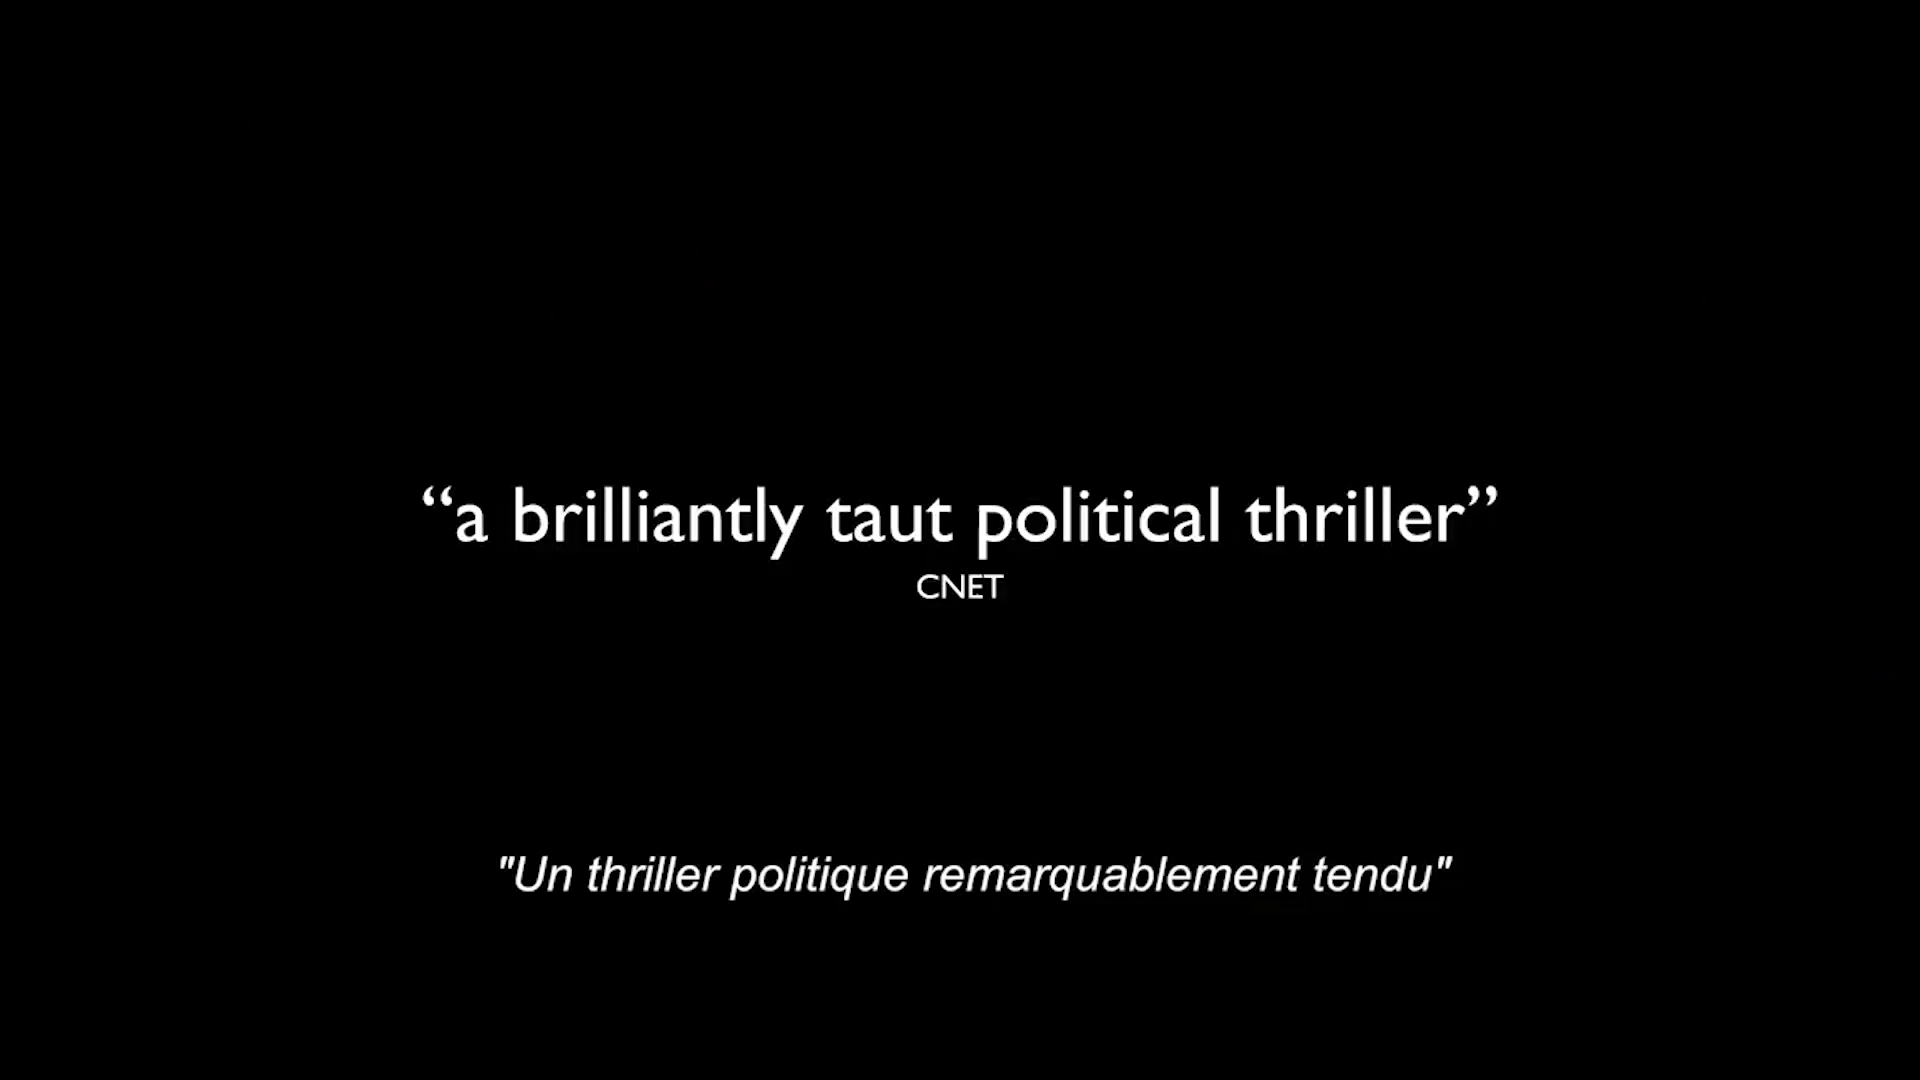 “a brilliantly taut political thriller”
CNET
"Un thriller politique remarquablement tendu"